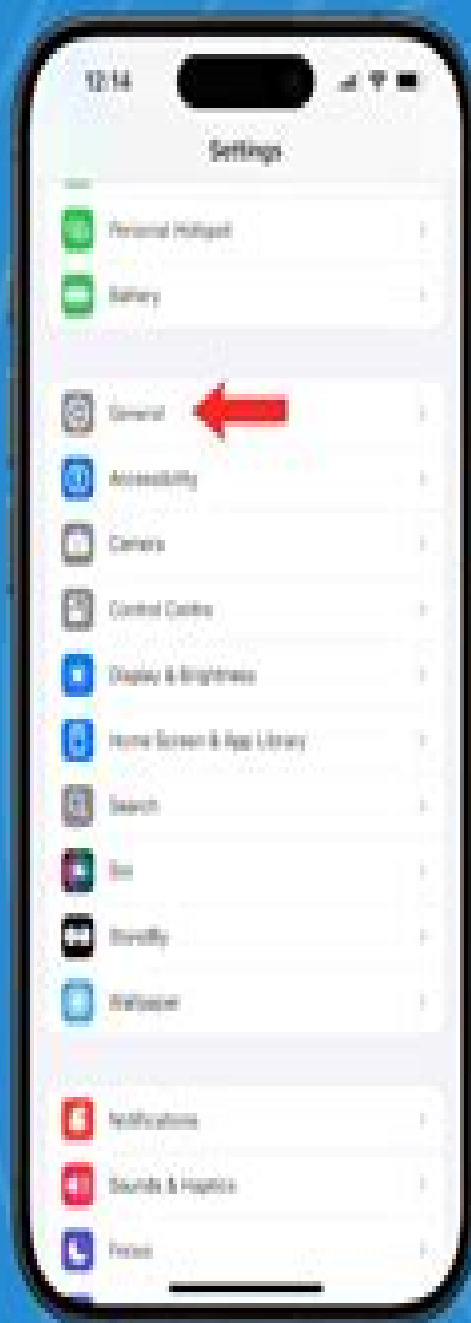 12:14
Settings
Personal Hotspot
Battery
General
Accessibility
Camera
Control Centre
Display & Brightness
Home Screen & App Library
Search
Siri
StandBy
Wallpaper
Notifications
Sounds & Haptics
Focus